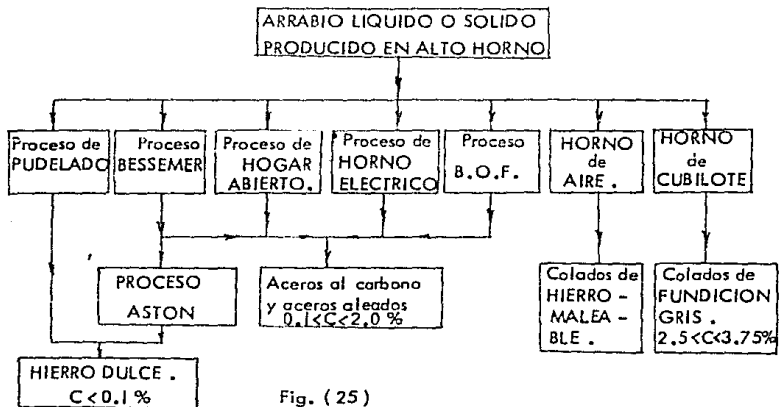 ARRABIO LIQUIDO O SOLIDO
PRODUCIDO EN ALTO HORNO
Proceso de
PUDELADO
Proceso
BESSEMER
Proceso de
HOGAR
ABIERTO.
Proceso de
HORNO
ELECTRICO
Proceso
B.O.F.
HORNO
de
AIRE.
HORNO
de
CUBILOTE
PROCESO
ASTON
Aceros al carbono
y aceros aleados
0.1<C<2.0 %
Colados de
HIERRO -
MALEA -
BLE.
Colados de
FUNDICION
GRIS.
2.5<C<3.75%
HIERRO DULCE.
C<0.1 %
Fig. (25)